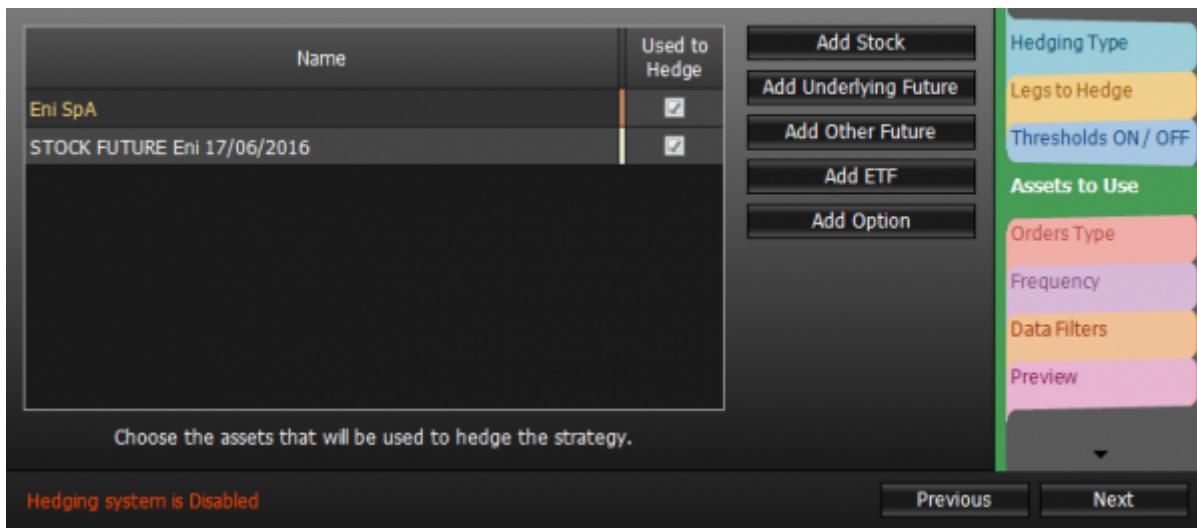 Name
Used to
Hedge
Eni SpA
STOCK FUTURE Eni 17/06/2016
Choose the assets that will be used to hedge the strategy.
Add Stock
Add Underlying Future
Add Other Future
Add ETF
Add Option
Hedging Type
Legs to Hedge
Thresholds ON / OFF
Assets to Use
Orders Type
Frequency
Data Filters
Preview
Hedging system is Disabled
Previous
Next